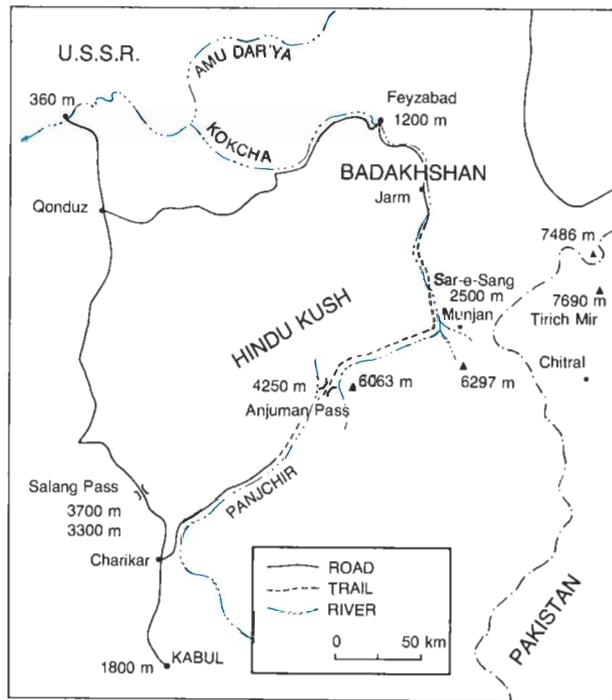 U.S.S.R.
AMU DAR'YA
360 m
Feyzabad
1200 m
KOKCHA
BADAKHSHAN
Jarm
Qonduz
7486 m
Sar-e-Sang
2500 m
Munjan
7690 m
Tirich Mir
HINDU KUSH
Chitral
4250 m
6063 m
6297 m
Anjuman Pass
Salang Pass
3700 m
3300 m
PANJCHIR
Charikar
ROAD
TRAIL
RIVER
0 50 km
PAKISTAN
1800 m
KABUL